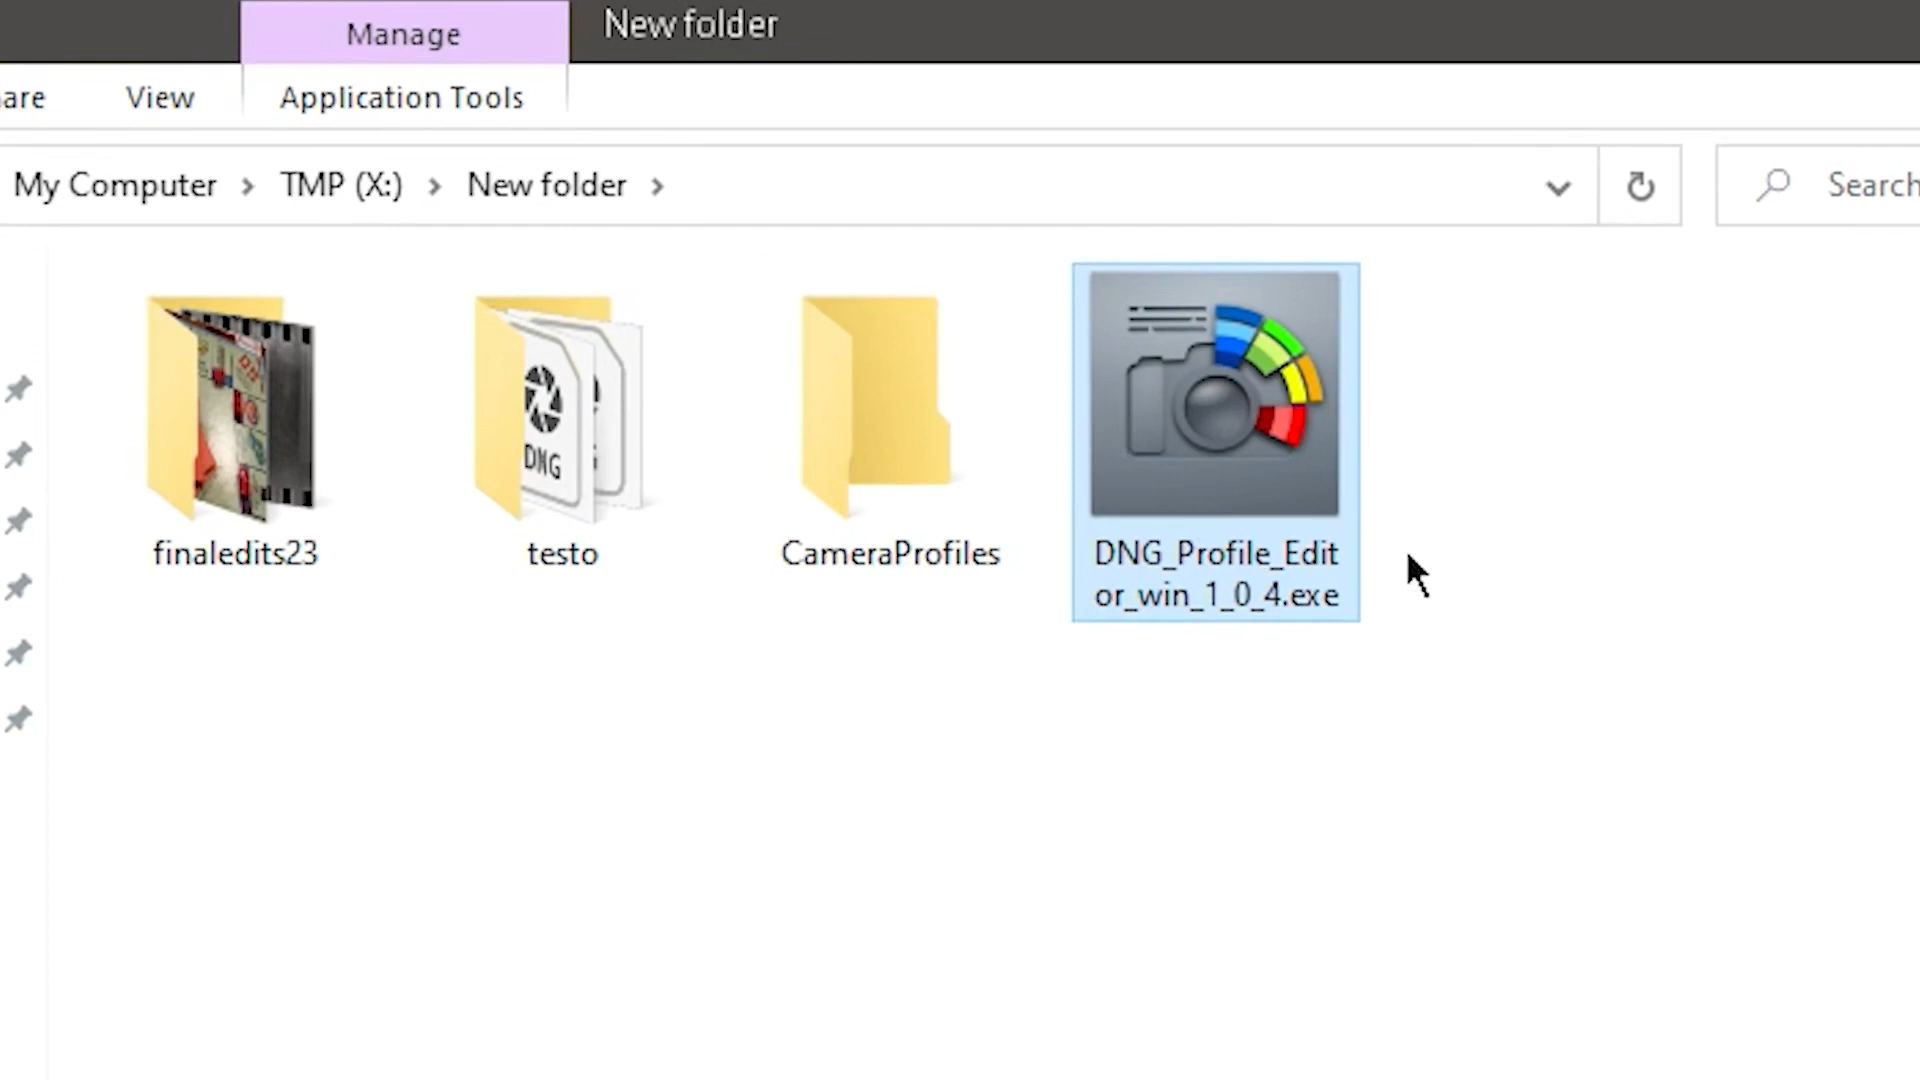 Manage
New folder
are
View
Application Tools
My Computer
TMP (X:)
New folder
Search
DNG
finaledits23
testo
CameraProfiles
DNG_Profile_Edit
or_win_1_0_4.exe